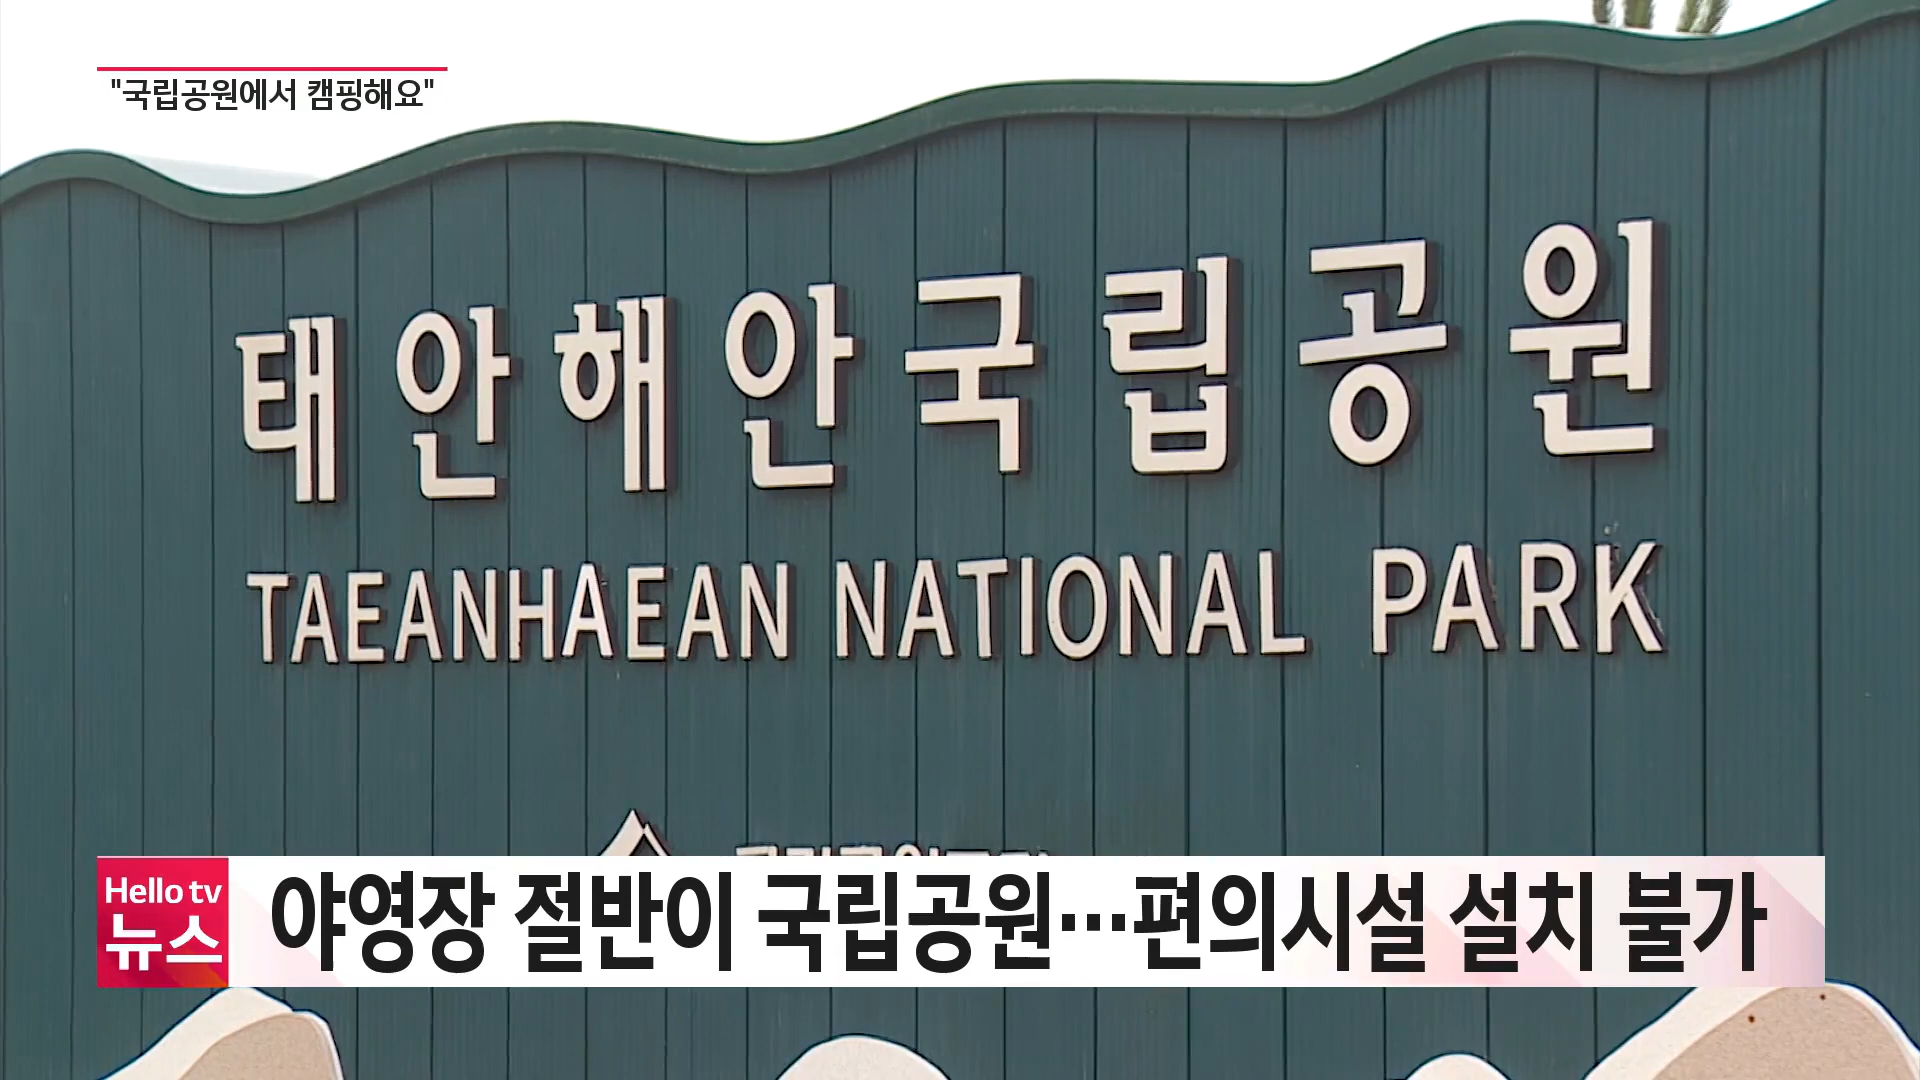 "국립공원에서 캠핑해요"
태안해안국립공원
TAEANHAEAN NATIONAL PARK
Hello tv
뉴스
야영장 절반이 국립공원…편의시설 설치 불가